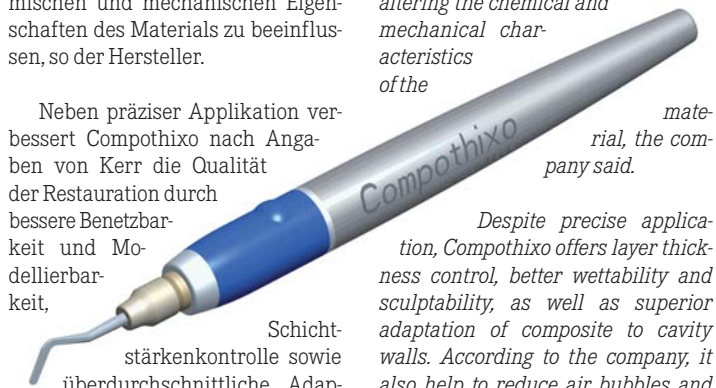 mischen und mechanischen Eigen-
schaften des Materials zu beeinflus-
sen, so der Hersteller.
Neben präziser Applikation ver-
bessert Compothixo nach Anga-
ben von Kerr die Qualität
der Restauration durch
bessere Benetzbar-
keit und Mo-
dellierbar-
keit,
Schicht-
stärkenkontrolle sowie
überdurchschnittliche Adap-
altering the chemical and
mechanical char-
acteristics
of the
mate-
rial, the com-
pany said.
Despite precise applica-
tion, Compothixo offers layer thick-
ness control, better wettability and
sculptability, as well as superior
adaptation of composite to cavity
walls. According to the company, it
also help to reduce air bubbles and
Compothixo